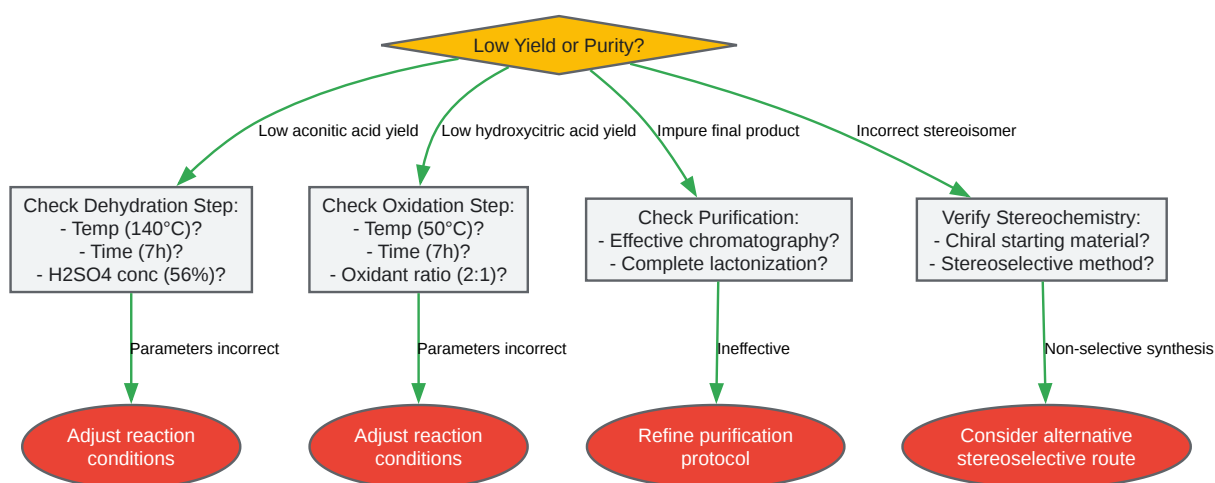 Low Yield or Purity?
Low aconitic acid yield
Low hydroxycitric acid yield
Impure final product
Incorrect stereoisomer
Check Dehydration Step:
- Temp (140°C)?
- Time (7h)?
- H2SO4 conc (56%)?
Check Oxidation Step:
- Temp (50°C)?
- Time (7h)?
- Oxidant ratio (2:1)?
Check Purification:
- Effective chromatography?
- Complete lactonization?
Verify Stereochemistry:
- Chiral starting material?
- Stereoselective method?
Parameters incorrect
Parameters incorrect
Ineffective
Non-selective synthesis
Adjust reaction
conditions
Adjust reaction
conditions
Refine purification
protocol
Consider alternative
stereoselective route